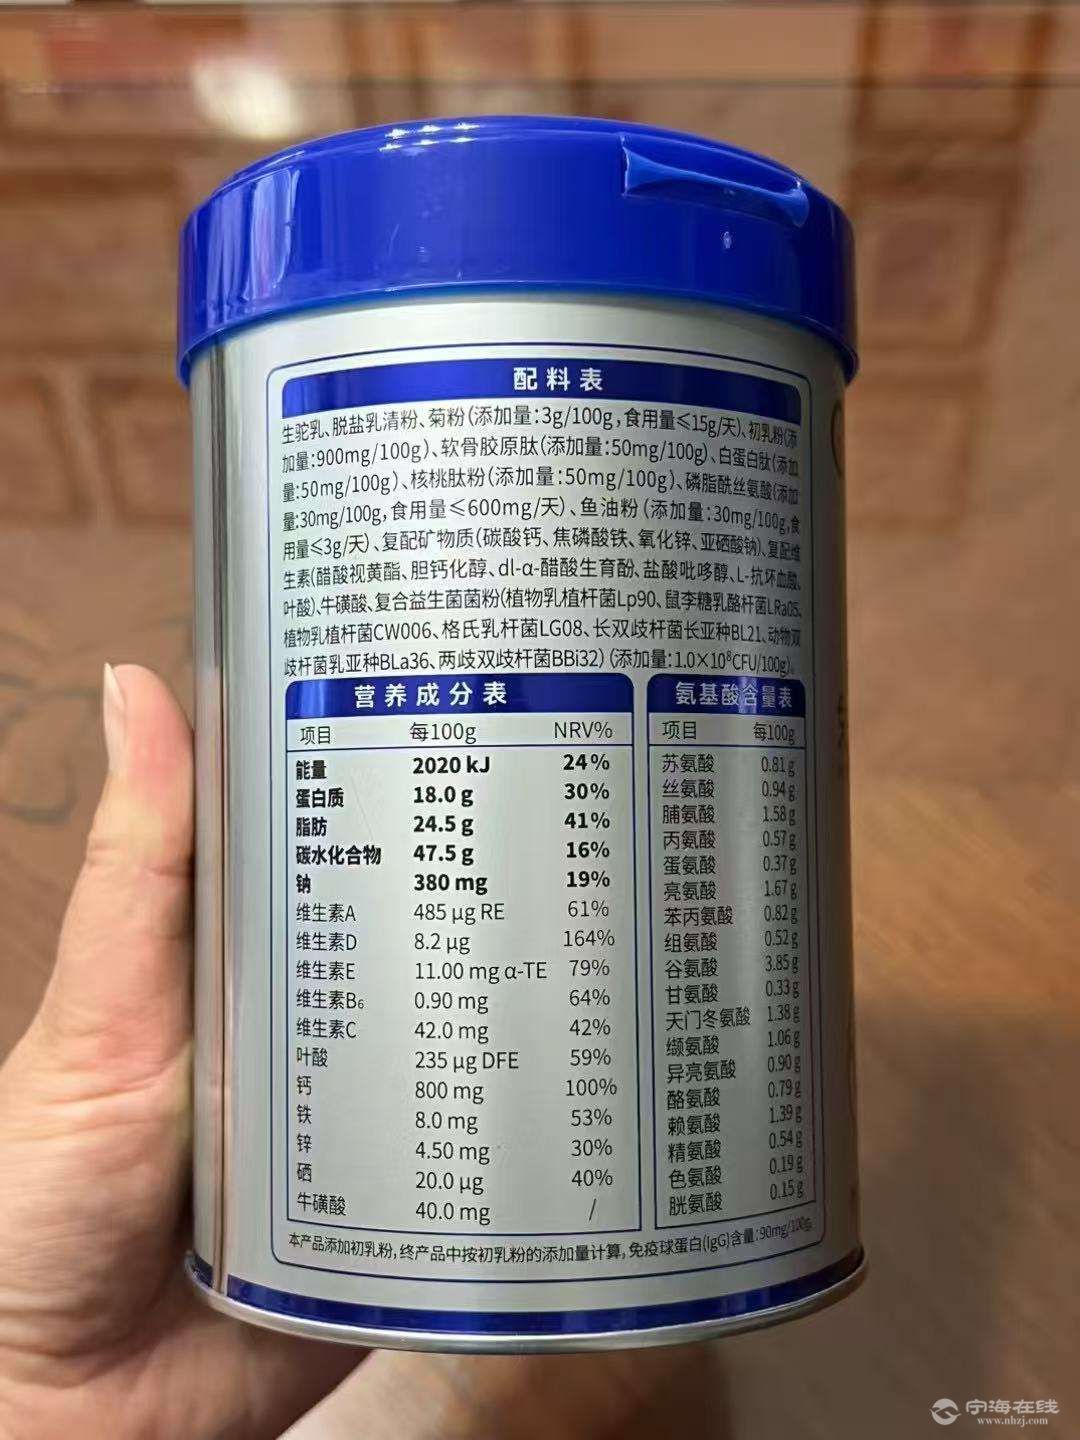 配料表
生驼乳、脱盐乳清粉、菊粉(添加量:3g/100g,食用量≤15g/天)、初乳粉(添
加量:900mg/100g)、软骨胶原肽(添加量:50mg/100g)、白蛋白肽(添加
量:50mg/100g)、核桃肽粉(添加量:50mg/100g)、磷脂酰丝氨酸(添加
量:30mg/100g,食用量≤600mg/天)、鱼油粉(添加量:30mg/100g,食
用量≤3g/天)、复配矿物质(碳酸钙、焦磷酸铁、氧化锌、亚硒酸钠)、复配维
生素(醋酸视黄酯、胆钙化醇、dl-α-醋酸生育酚、盐酸吡哆醇、L-抗坏血酸、
叶酸)、牛磺酸、复合益生菌菌粉(植物乳植杆菌Lp90、鼠李糖乳酪杆菌LRa05、
植物乳植杆菌CW006、格氏乳杆菌LG08、长双歧杆菌长亚种BL21、动物双
歧杆菌乳亚种BLa36、两歧双歧杆菌BBi32)(添加量:1.0×10⁸CFU/100g)。
营养成分表
项目 每100g NRV%
能量 2020 kJ 24%
蛋白质 18.0 g 30%
脂肪 24.5 g 41%
碳水化合物 47.5 g 16%
钠 380 mg 19%
维生素A 485 μg RE 61%
维生素D 8.2 μg 164%
维生素E 11.00 mg α-TE 79%
维生素B₆ 0.90 mg 64%
维生素C 42.0 mg 42%
叶酸 235 μg DFE 59%
钙 800 mg 100%
铁 8.0 mg 53%
锌 4.50 mg 30%
硒 20.0 μg 40%
牛磺酸 40.0 mg /
氨基酸含量表
项目 每100g
苏氨酸 0.81 g
丝氨酸 0.94 g
脯氨酸 1.58 g
丙氨酸 0.57 g
蛋氨酸 0.37 g
亮氨酸 1.67 g
苯丙氨酸 0.82 g
组氨酸 0.52 g
谷氨酸 3.85 g
甘氨酸 0.33 g
天门冬氨酸 1.38 g
缬氨酸 1.06 g
异亮氨酸 0.90 g
酪氨酸 0.79 g
赖氨酸 1.39 g
精氨酸 0.54 g
色氨酸 0.19 g
胱氨酸 0.15 g
本产品添加初乳粉,终产品中按初乳粉的添加量计算,免疫球蛋白(IgG)含量:90mg/100g。
宁海在线
www.nhzj.com